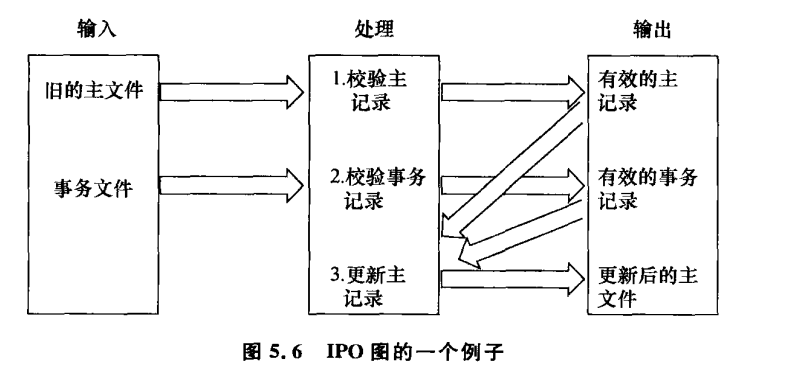 输入
处理
输出
旧的主文件
1.校验主
记录
有效的主
记录
事务文件
2.校验事务
记录
有效的事务
记录
3.更新主
记录
更新后的主
文件
图 5.6 IPO 图的一个例子